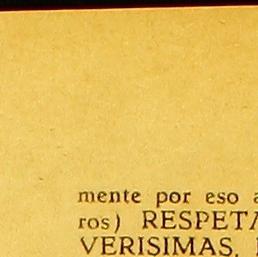 mente por eso a
ros) RESPETA
VERISIMAS.